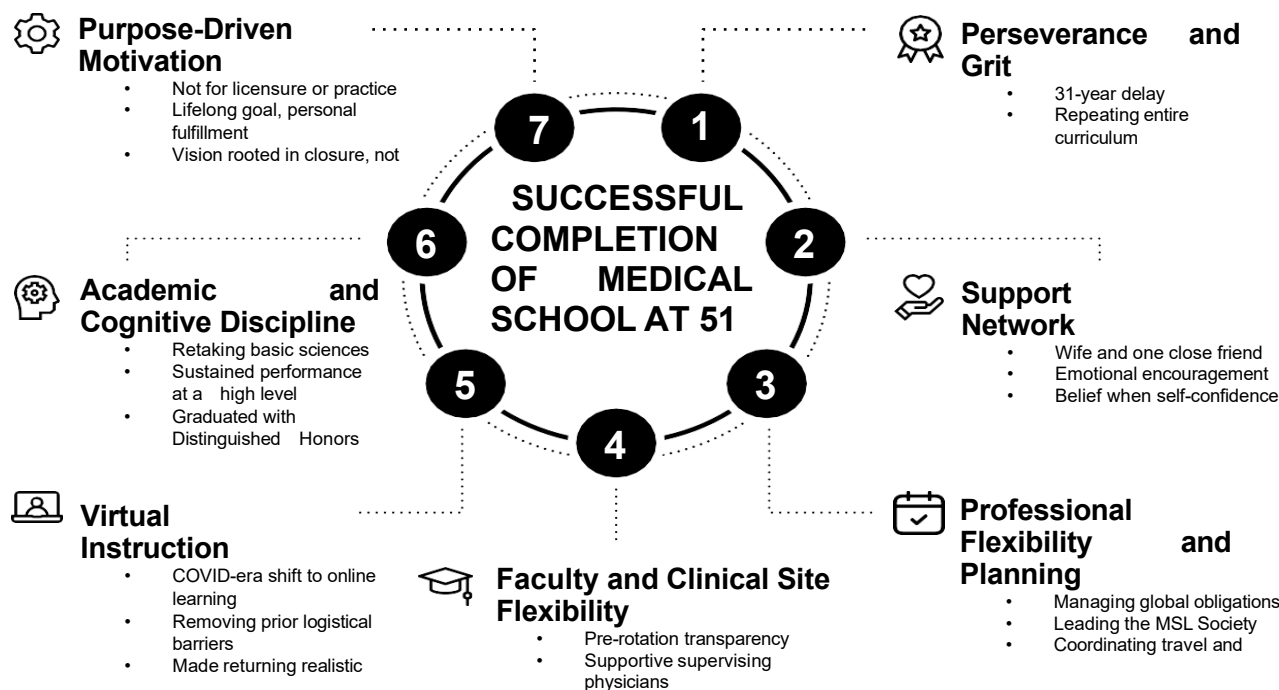 Purpose-Driven
Motivation
• Not for licensure or practice
• Lifelong goal, personal
fulfillment
• Vision rooted in closure, not
Perseverance and
Grit
• 31-year delay
• Repeating entire
curriculum
7
1
6
2
5
3
4
SUCCESSFUL
COMPLETION
OF MEDICAL
SCHOOL AT 51
Academic and
Cognitive Discipline
• Retaking basic sciences
• Sustained performance
at a high level
• Graduated with
Distinguished Honors
Support
Network
• Wife and one close friend
• Emotional encouragement
• Belief when self-confidence
Virtual
Instruction
• COVID-era shift to online
learning
• Removing prior logistical
barriers
• Made returning realistic
Faculty and Clinical Site
Flexibility
• Pre-rotation transparency
• Supportive supervising
physicians
Professional
Flexibility and
Planning
• Managing global obligations
• Leading the MSL Society
• Coordinating travel and